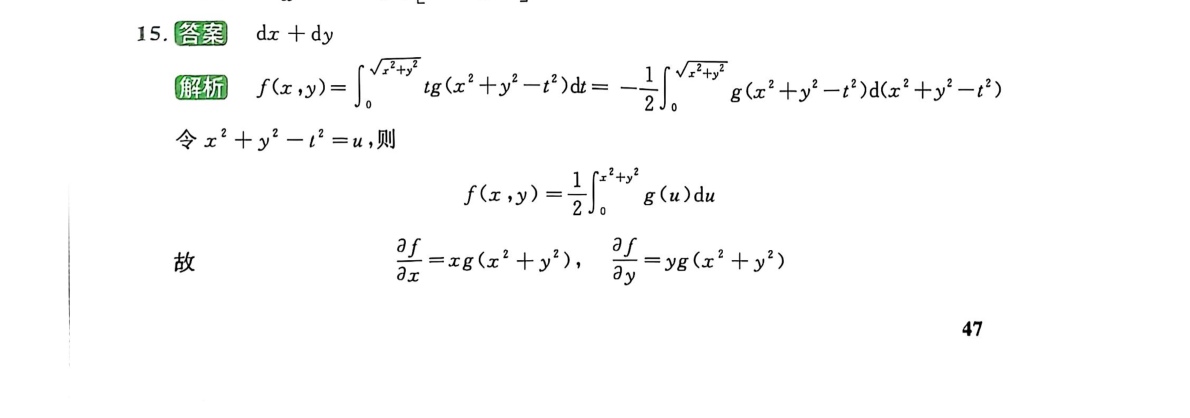 15. 答案 dx + dy
解析 f(x,y)=∫₀^√(x²+y²) tg(x²+y²−t²)dt = −1/2∫₀^√(x²+y²) g(x²+y²−t²)d(x²+y²−t²)
令 x²+y²−t²=u,则
f(x,y)=1/2∫₀^(x²+y²) g(u)du
故 ∂f/∂x=xg(x²+y²), ∂f/∂y=yg(x²+y²)
47